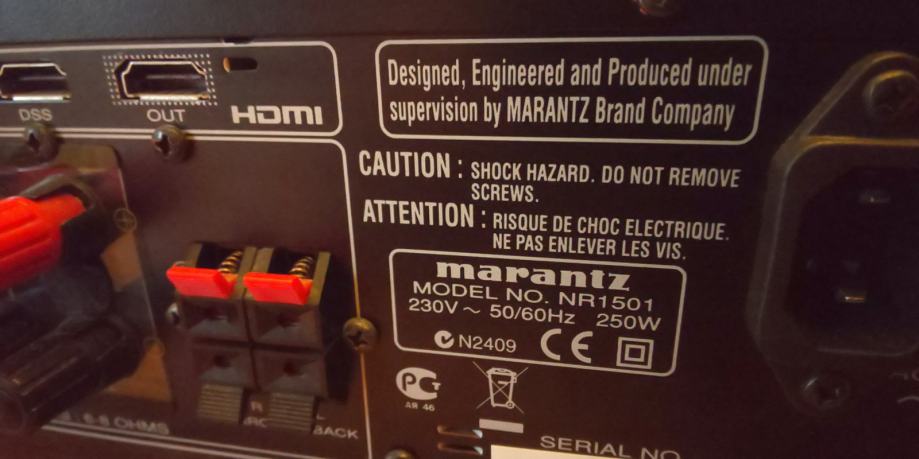 DSS
OUT
HDMI
Designed, Engineered and Produced under
supervision by MARANTZ Brand Company
CAUTION : SHOCK HAZARD. DO NOT REMOVE
SCREWS.
ATTENTION : RISQUE DE CHOC ELECTRIQUE.
NE PAS ENLEVER LES VIS.
marantz
MODEL NO. NR1501
230V ~ 50/60Hz 250W
N2409 CE
PCT
АЯ 46
6-8 OHMS
R
L
BACK
SERIAL NO